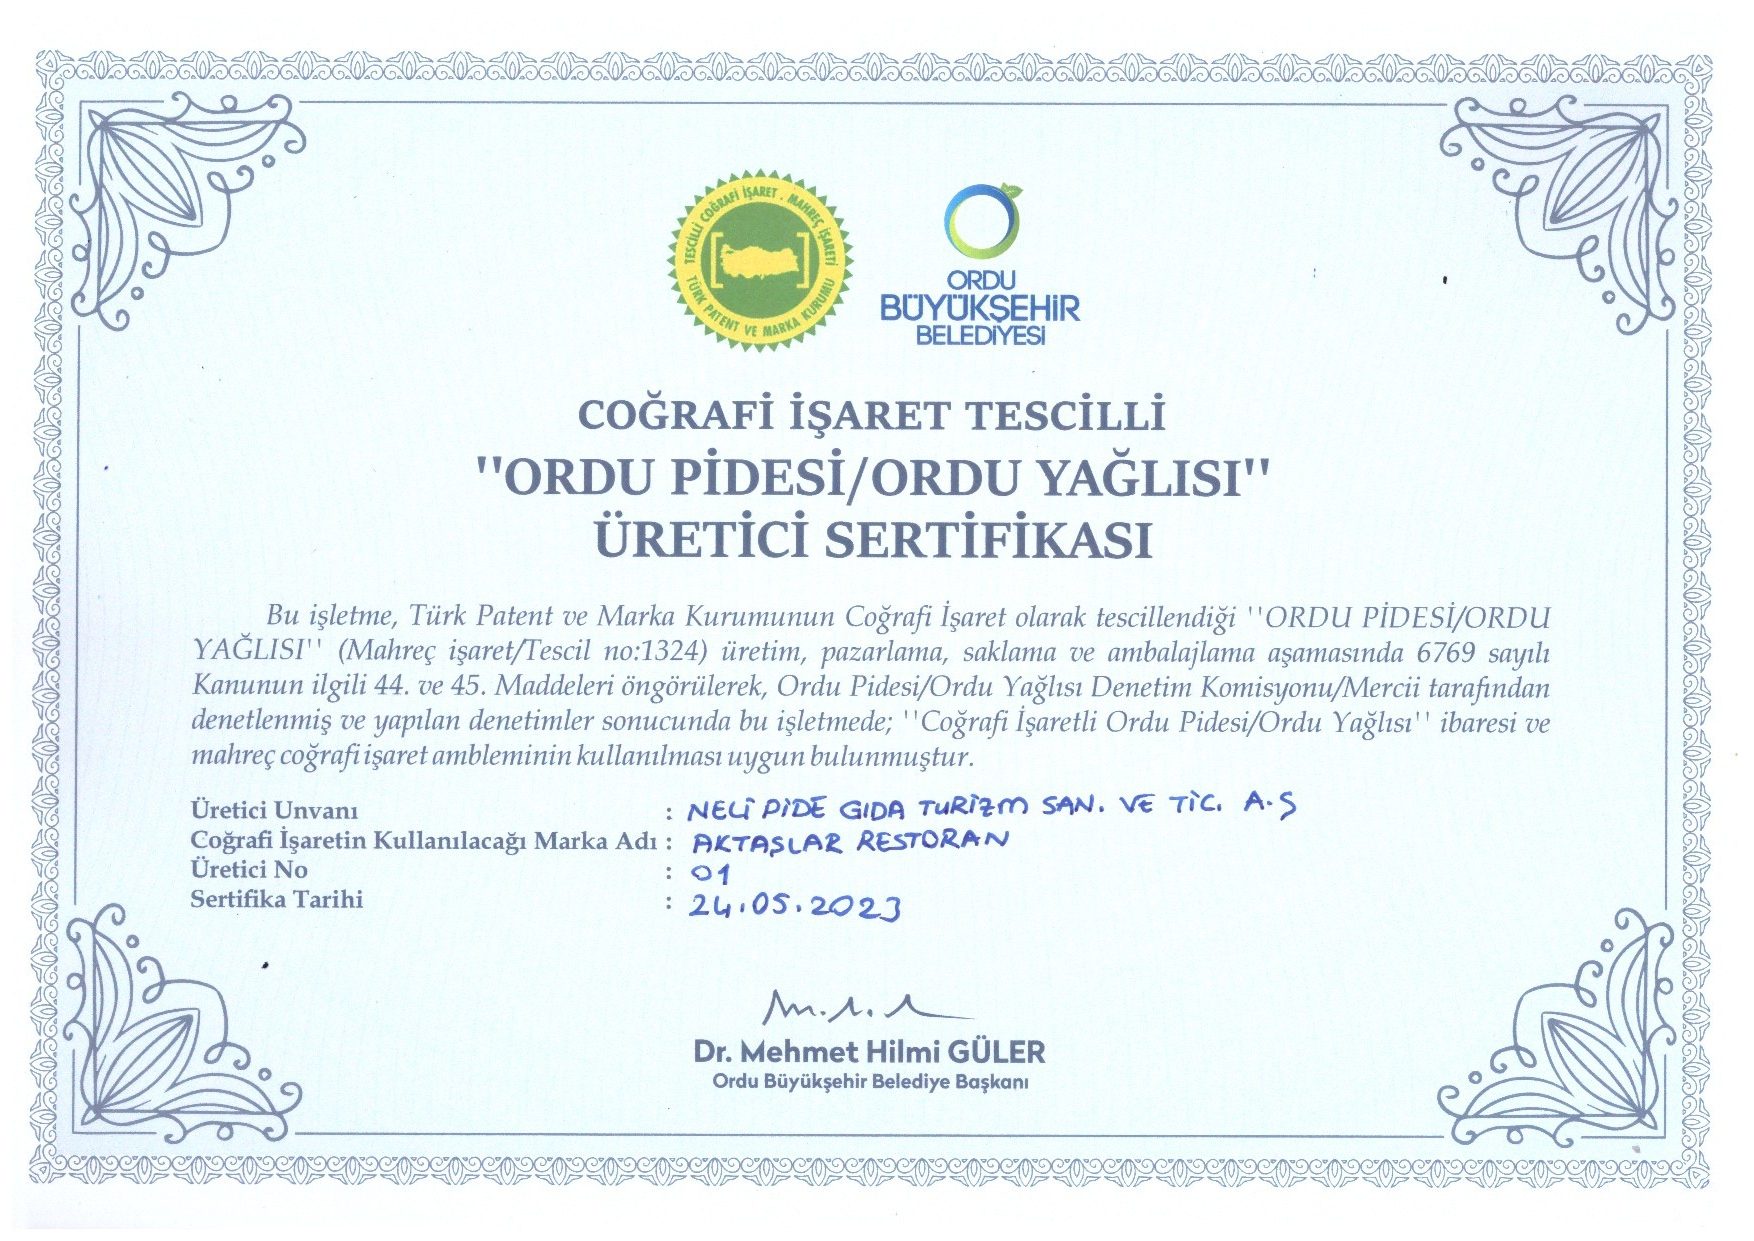 TESCİLLİ COĞRAFİ İŞARET . MAHREÇ İŞARETİ
TÜRK PATENT VE MARKA KURUMU
ORDU
BÜYÜKŞEHİR
BELEDİYESİ
COĞRAFİ İŞARET TESCİLLİ
''ORDU PİDESİ/ORDU YAĞLISI''
ÜRETİCİ SERTİFİKASI
Bu işletme, Türk Patent ve Marka Kurumunun Coğrafi İşaret olarak tescillendiği ''ORDU PİDESİ/ORDU
YAĞLISI'' (Mahreç işaret/Tescil no:1324) üretim, pazarlama, saklama ve ambalajlama aşamasında 6769 sayılı
Kanunun ilgili 44. ve 45. Maddeleri öngörülerek, Ordu Pidesi/Ordu Yağlısı Denetim Komisyonu/Mercii tarafından
denetlenmiş ve yapılan denetimler sonucunda bu işletmede; ''Coğrafi İşaretli Ordu Pidesi/Ordu Yağlısı'' ibaresi ve
mahreç coğrafi işaret ambleminin kullanılması uygun bulunmuştur.
Üretici Unvanı : NELİ PİDE GIDA TURİZM SAN. VE TİC. A.Ş
Coğrafi İşaretin Kullanılacağı Marka Adı : AKTAŞLAR RESTORAN
Üretici No : 01
Sertifika Tarihi : 24.05.2023
Dr. Mehmet Hilmi GÜLER
Ordu Büyükşehir Belediye Başkanı